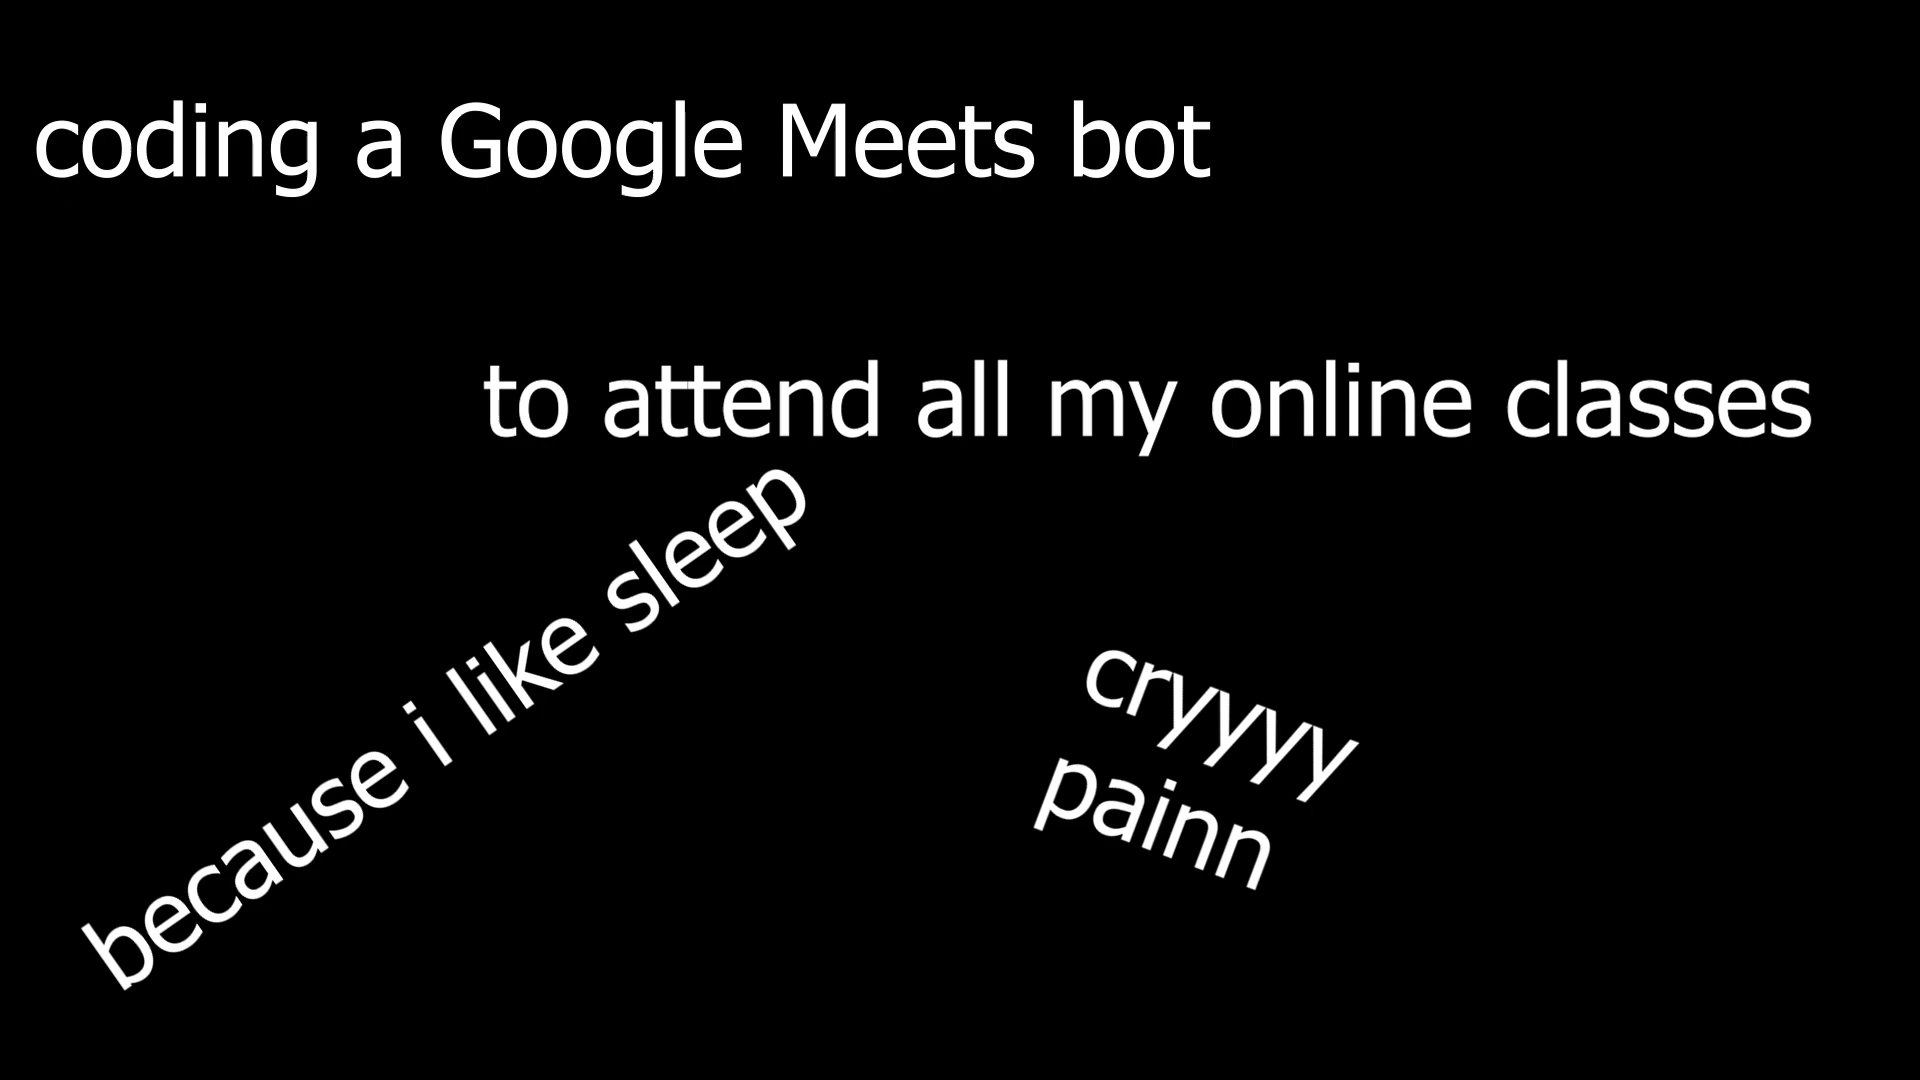 coding a Google Meets bot
to attend all my online classes
because i like sleep
cryyyy
painn